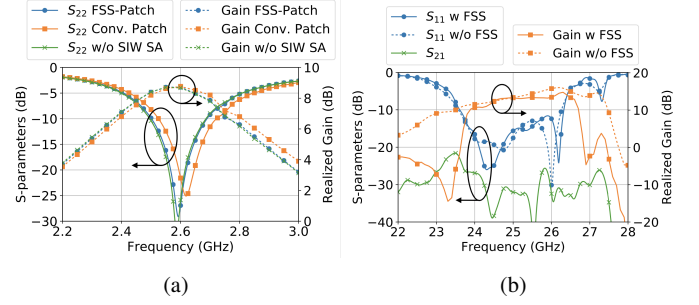 S22 FSS-Patch
S22 Conv. Patch
S22 w/o SIW SA
Gain FSS-Patch
Gain Conv. Patch
Gain w/o SIW SA
S-parameters (dB)
0
−5
−10
−15
−20
−25
−30
2.2 2.4 2.6 2.8 3.0
Frequency (GHz)
10
8
6
4
2
0
Realized Gain (dB)
(a)
S11 w FSS
S11 w/o FSS
S21
Gain w FSS
Gain w/o FSS
S-parameters (dB)
0
−10
−20
−30
−40
22 23 24 25 26 27 28
Frequency (GHz)
20
10
0
−10
−20
Realized Gain (dB)
(b)